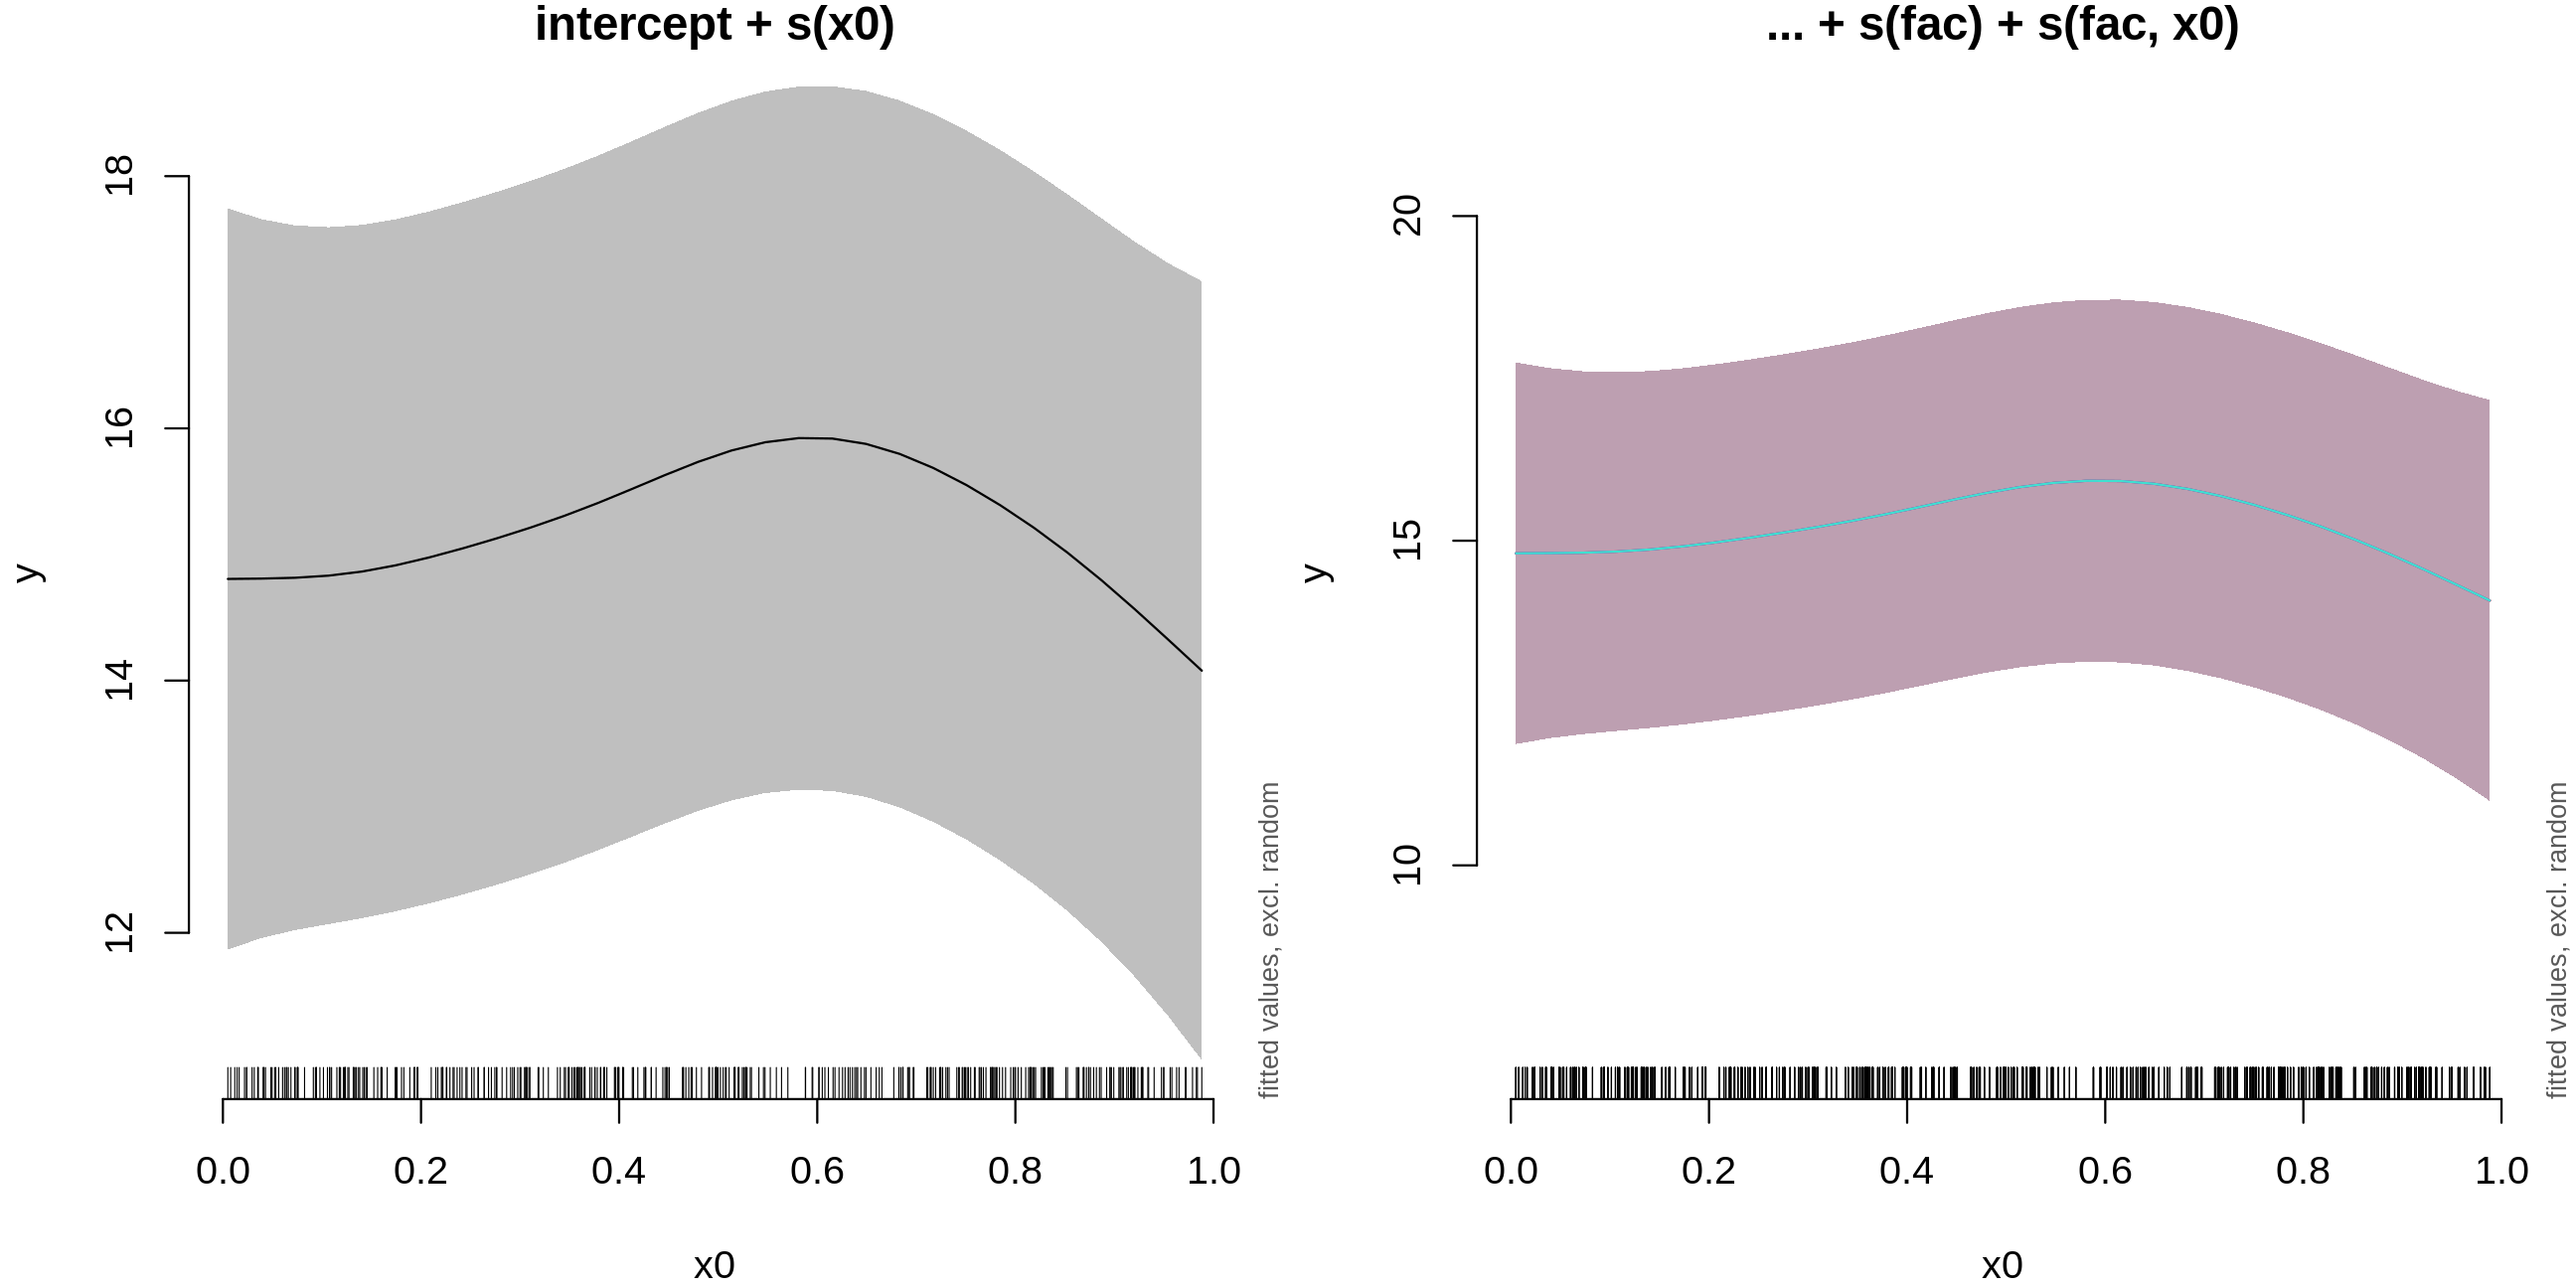 intercept + s(x0)
y
18
16
14
12
0.0 0.2 0.4 0.6 0.8 1.0
x0
fitted values, excl. random
... + s(fac) + s(fac, x0)
y
20
15
10
0.0 0.2 0.4 0.6 0.8 1.0
x0
fitted values, excl. random